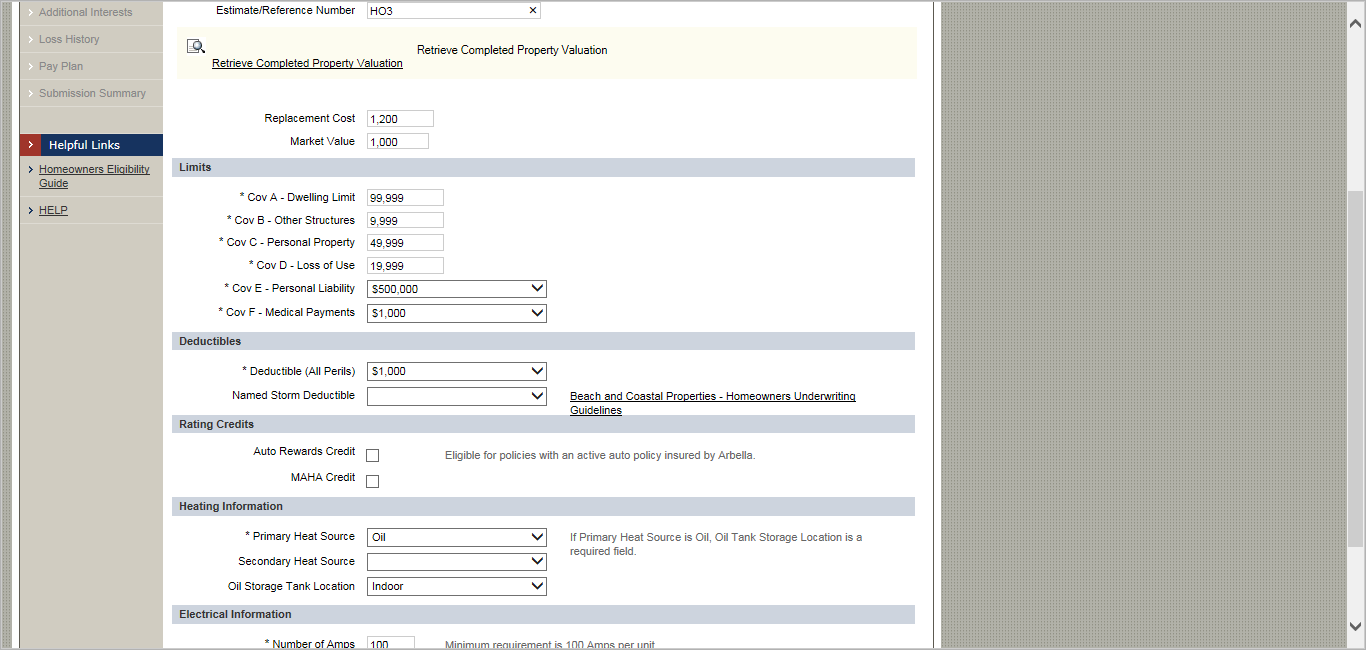 Additional Interests
Loss History
Pay Plan
Submission Summary
Helpful Links
Homeowners Eligibility
Guide
HELP
Estimate/Reference Number HO3
Retrieve Completed Property Valuation
Retrieve Completed Property Valuation
Replacement Cost 1,200
Market Value 1,000
Limits
* Cov A - Dwelling Limit 99,999
* Cov B - Other Structures 9,999
* Cov C - Personal Property 49,999
* Cov D - Loss of Use 19,999
* Cov E - Personal Liability $500,000
* Cov F - Medical Payments $1,000
Deductibles
* Deductible (All Perils) $1,000
Named Storm Deductible
Beach and Coastal Properties - Homeowners Underwriting
Guidelines
Rating Credits
Auto Rewards Credit Eligible for policies with an active auto policy insured by Arbella.
MAHA Credit
Heating Information
* Primary Heat Source Oil If Primary Heat Source is Oil, Oil Tank Storage Location is a
required field.
Secondary Heat Source
Oil Storage Tank Location Indoor
Electrical Information
* Number of Amps 100 Minimum requirement is 100 Amps per unit